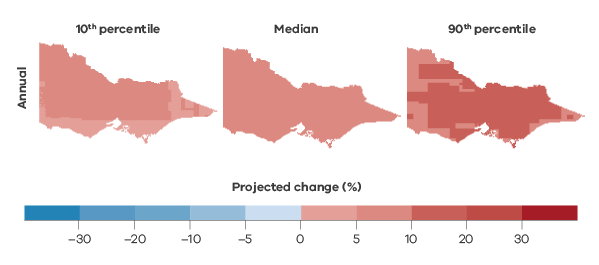 10th percentile Median 90th percentile
Annual
Projected change (%)
–30 –20 –10 –5 0 5 10 20 30